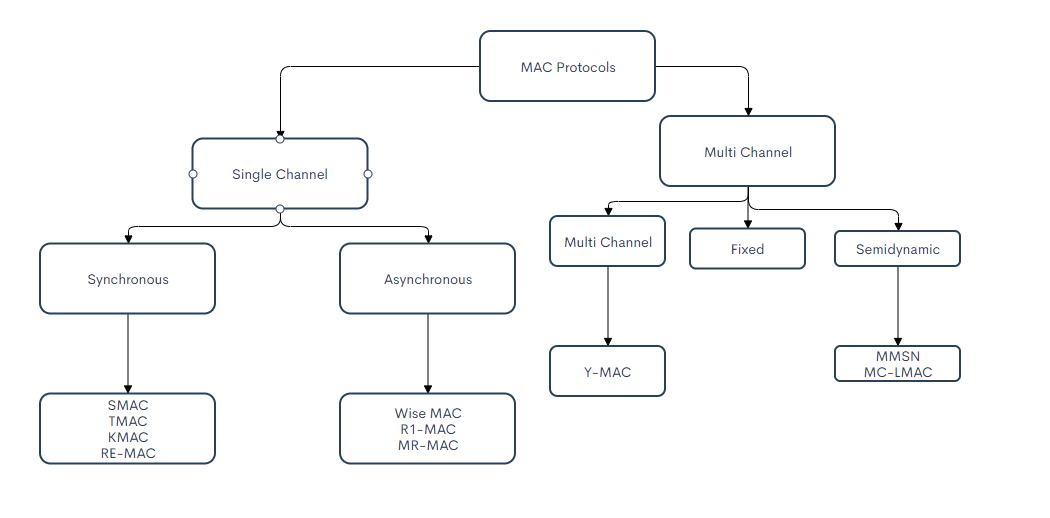 MAC Protocols
Multi Channel
Single Channel
Multi Channel
Fixed
Semidynamic
Synchronous
Asynchronous
Y-MAC
MMSN
MC-LMAC
SMAC
TMAC
KMAC
RE-MAC
Wise MAC
R1-MAC
MR-MAC